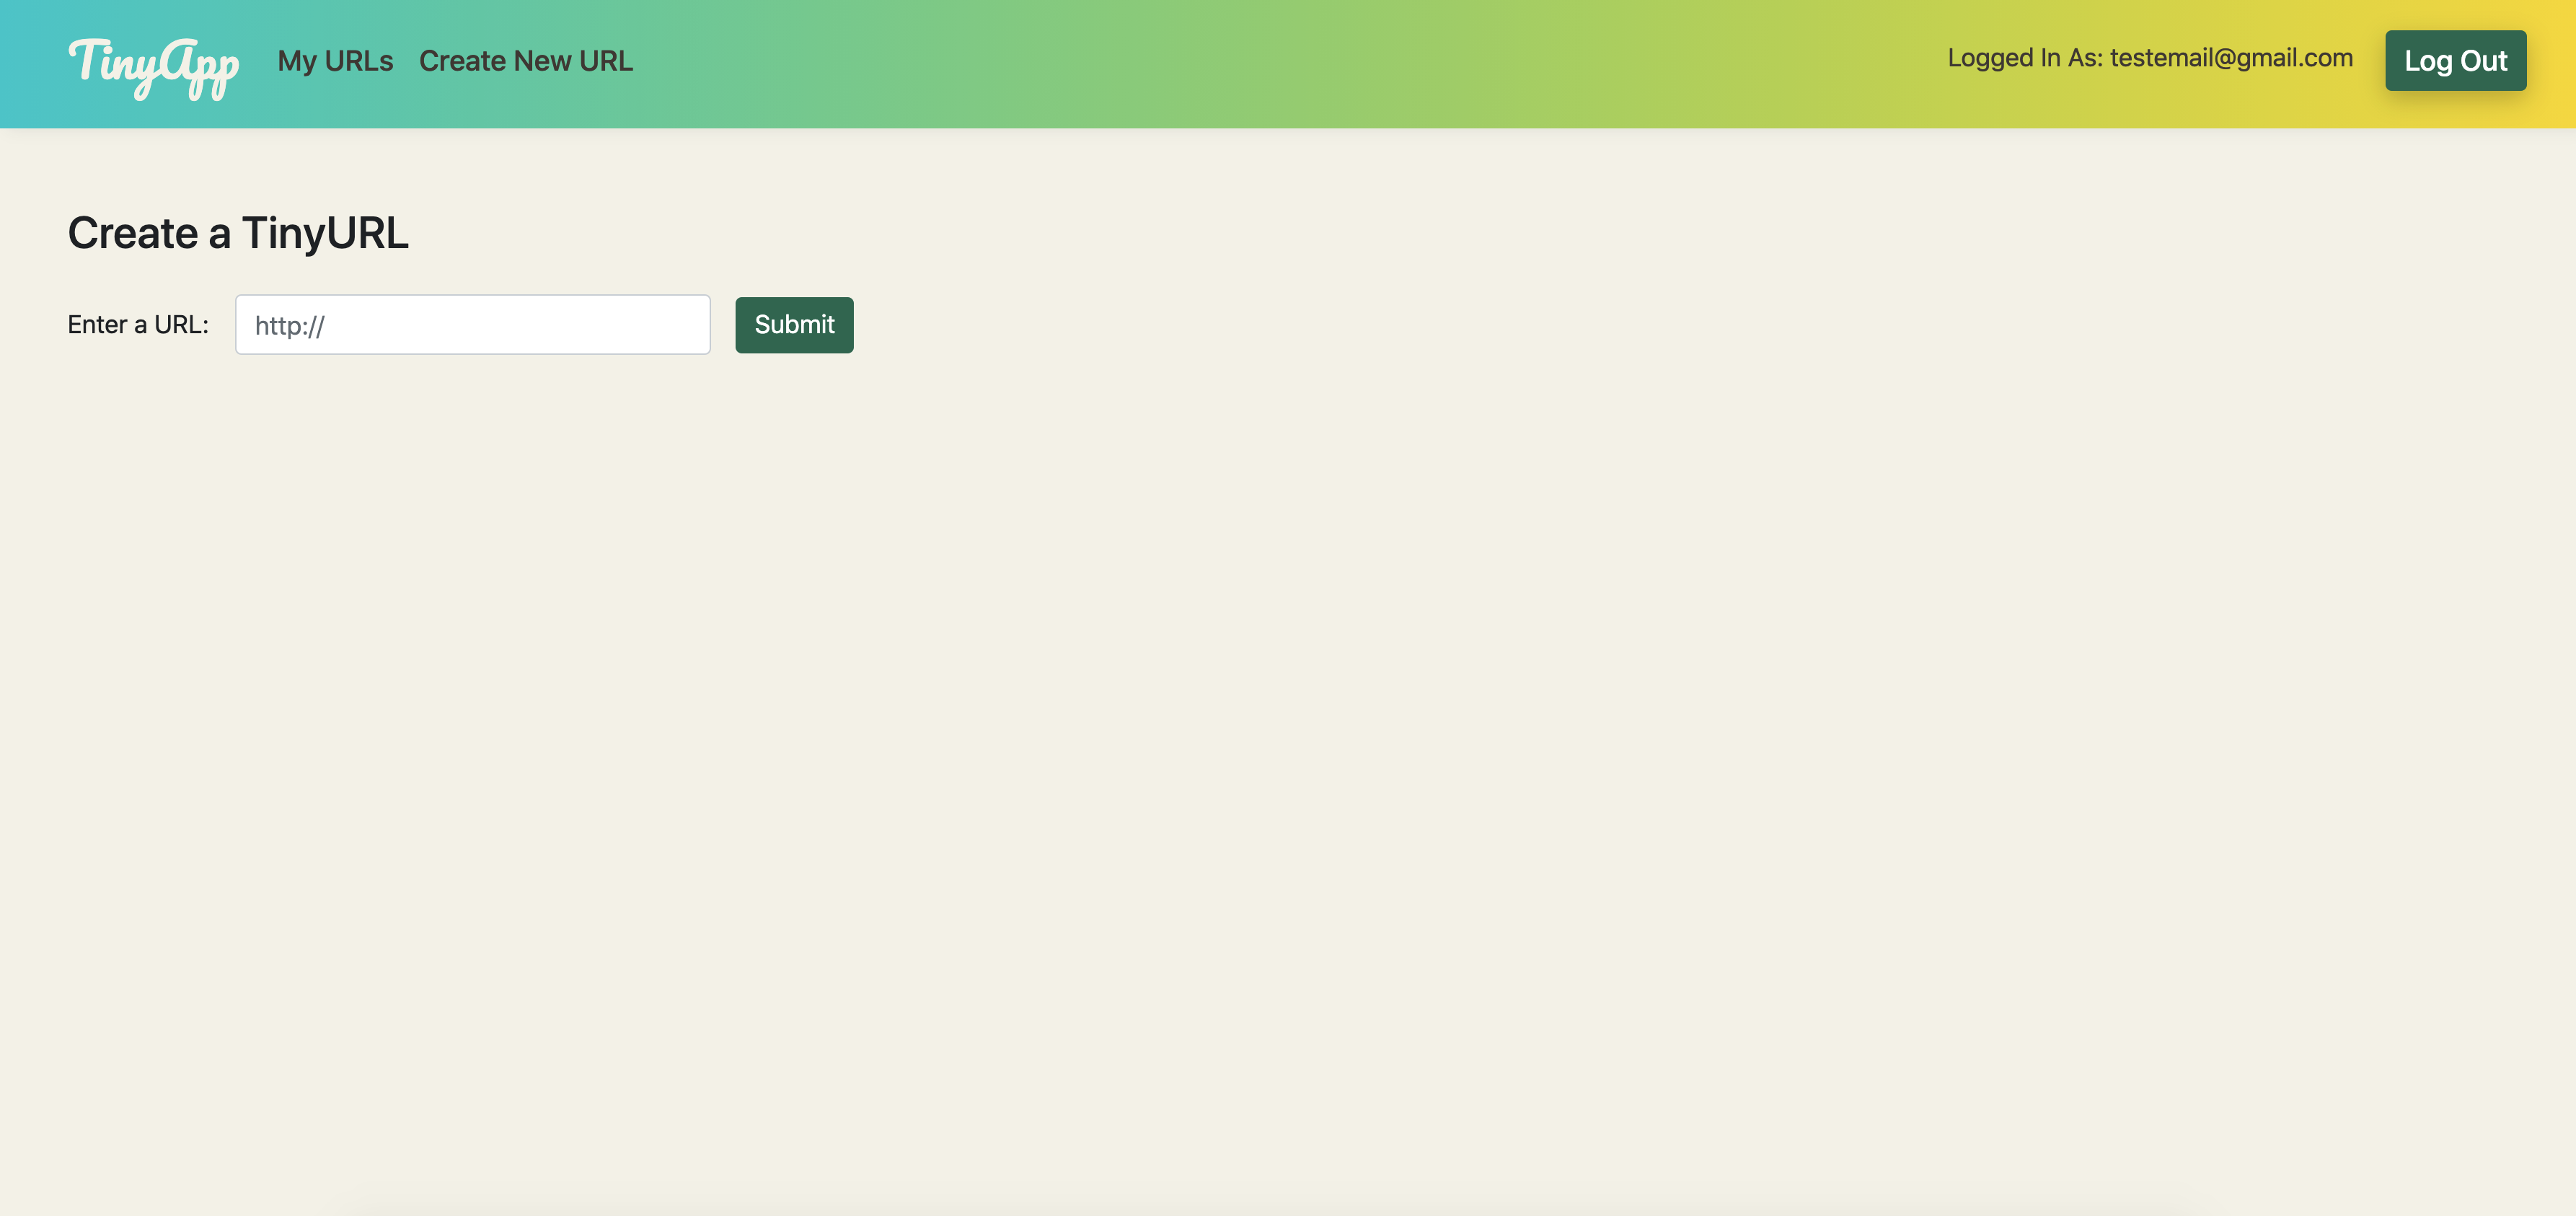 TinyApp My URLs Create New URL Logged In As: testemail@gmail.com Log Out
Create a TinyURL
Enter a URL: http:// Submit